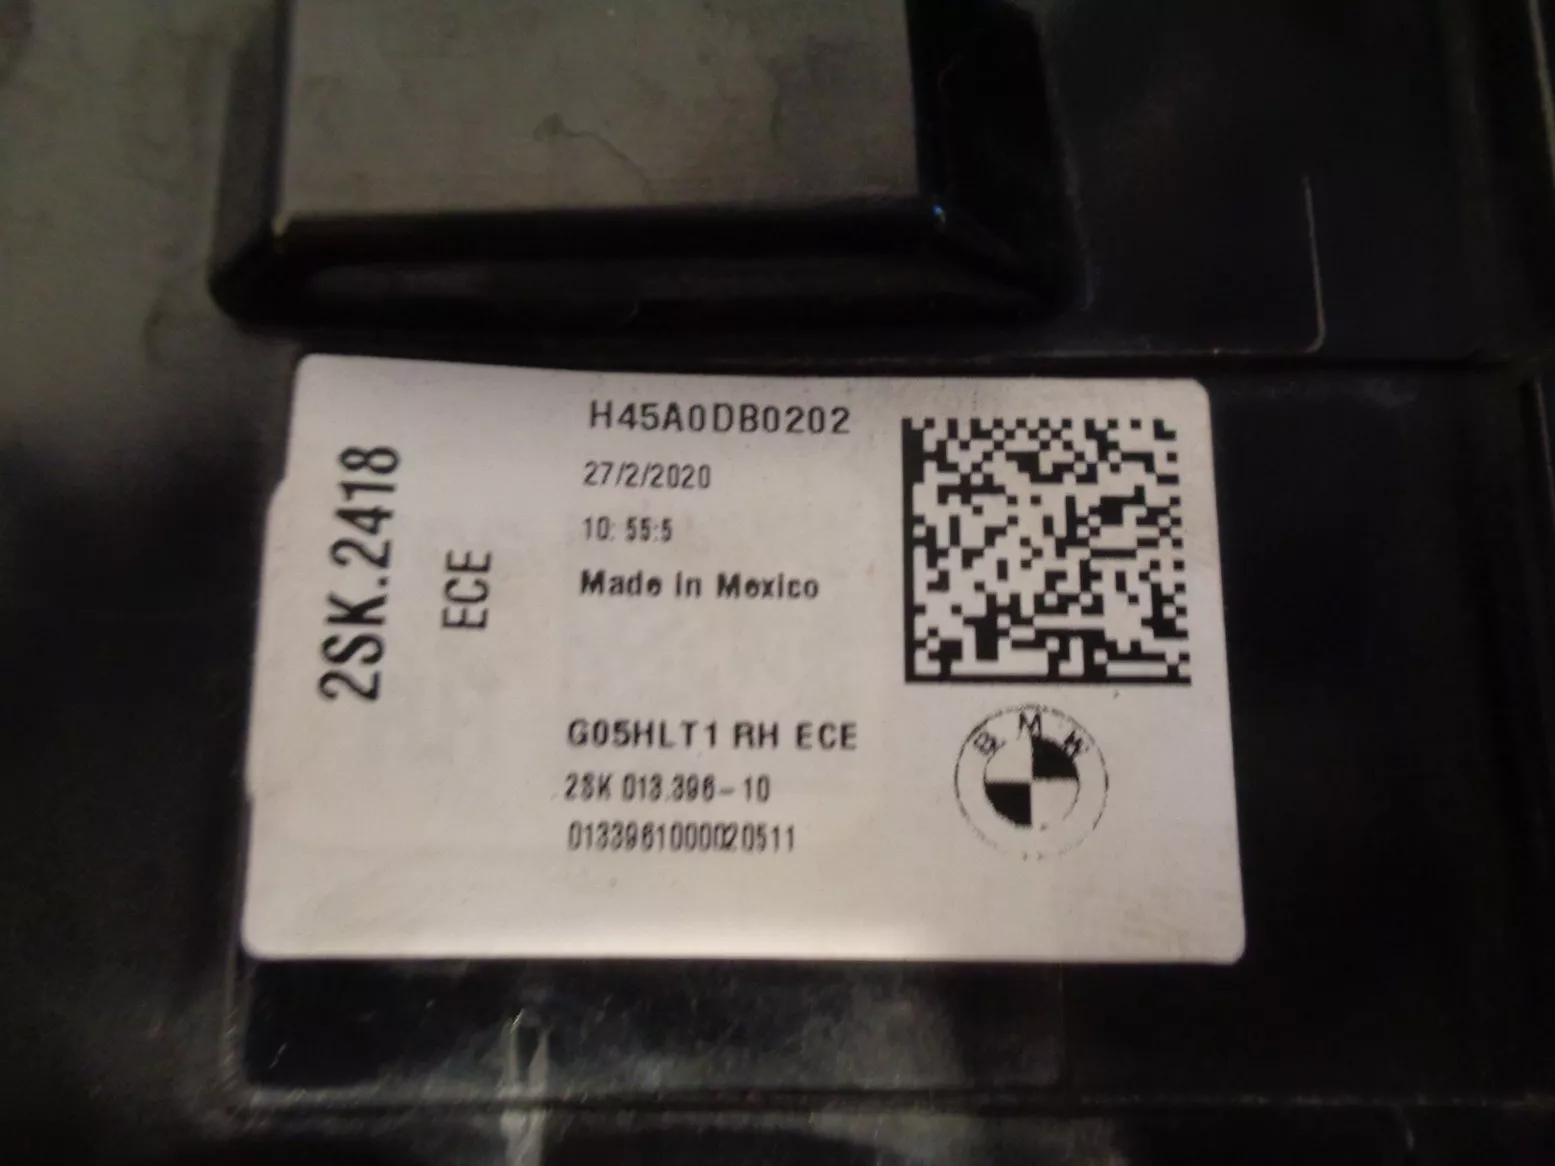 2SK.2418
ECE
H45A0DB0202
27/2/2020
10: 55:5
Made in Mexico
G05HLT1 RH ECE
2SK 013.396-10
0133961000020511
BMW